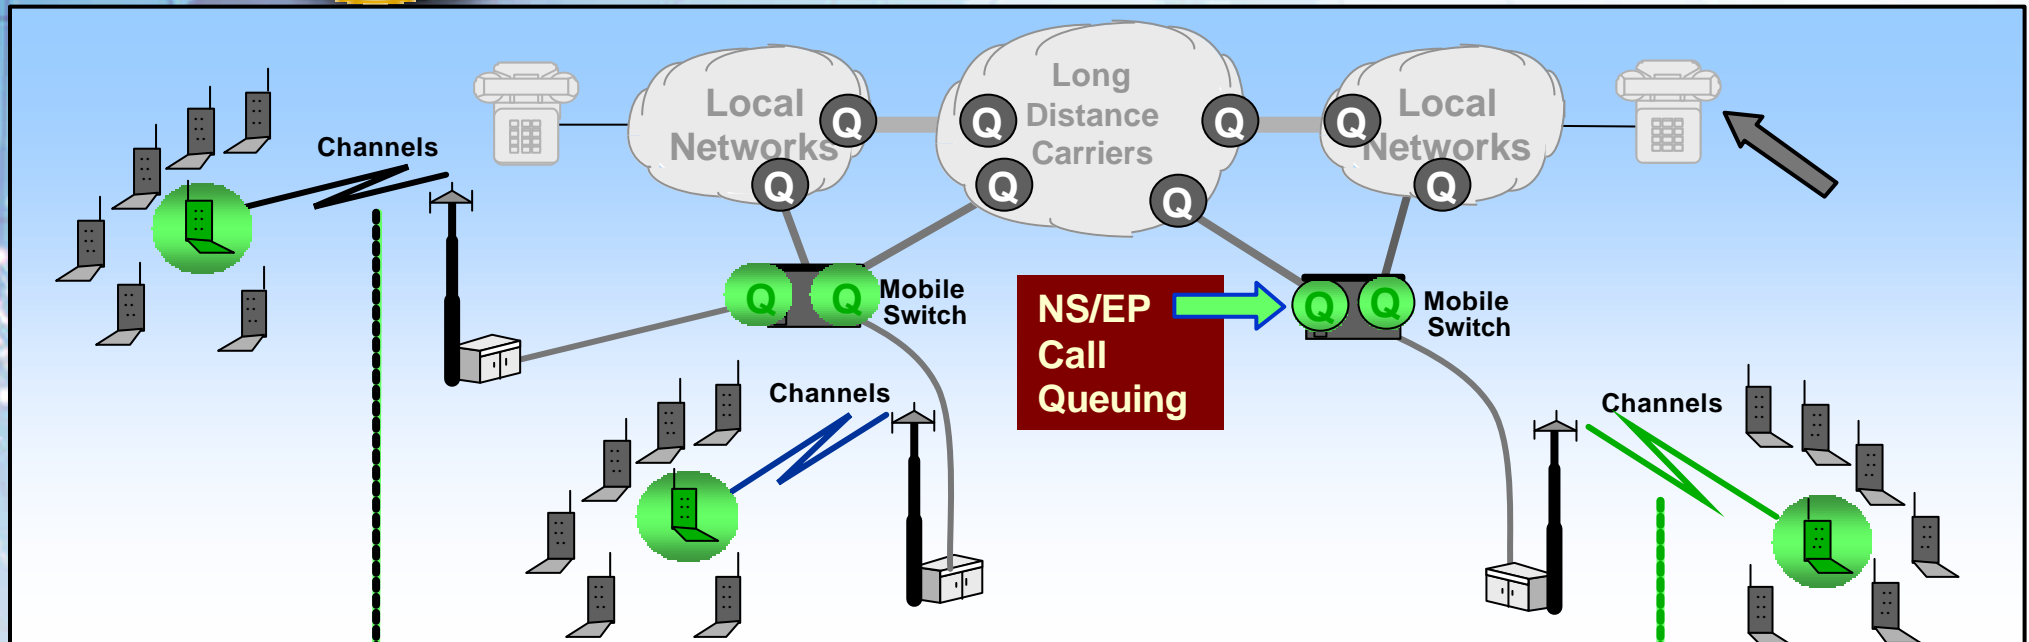 Long
Distance
Carriers
Local
Networks
Local
Networks
Q
Q
Q
Q
Q
Q
Q
Q
Channels
Mobile
Switch
Q
Q
NS/EP
Call
Queuing
Q
Q
Mobile
Switch
Channels
Channels